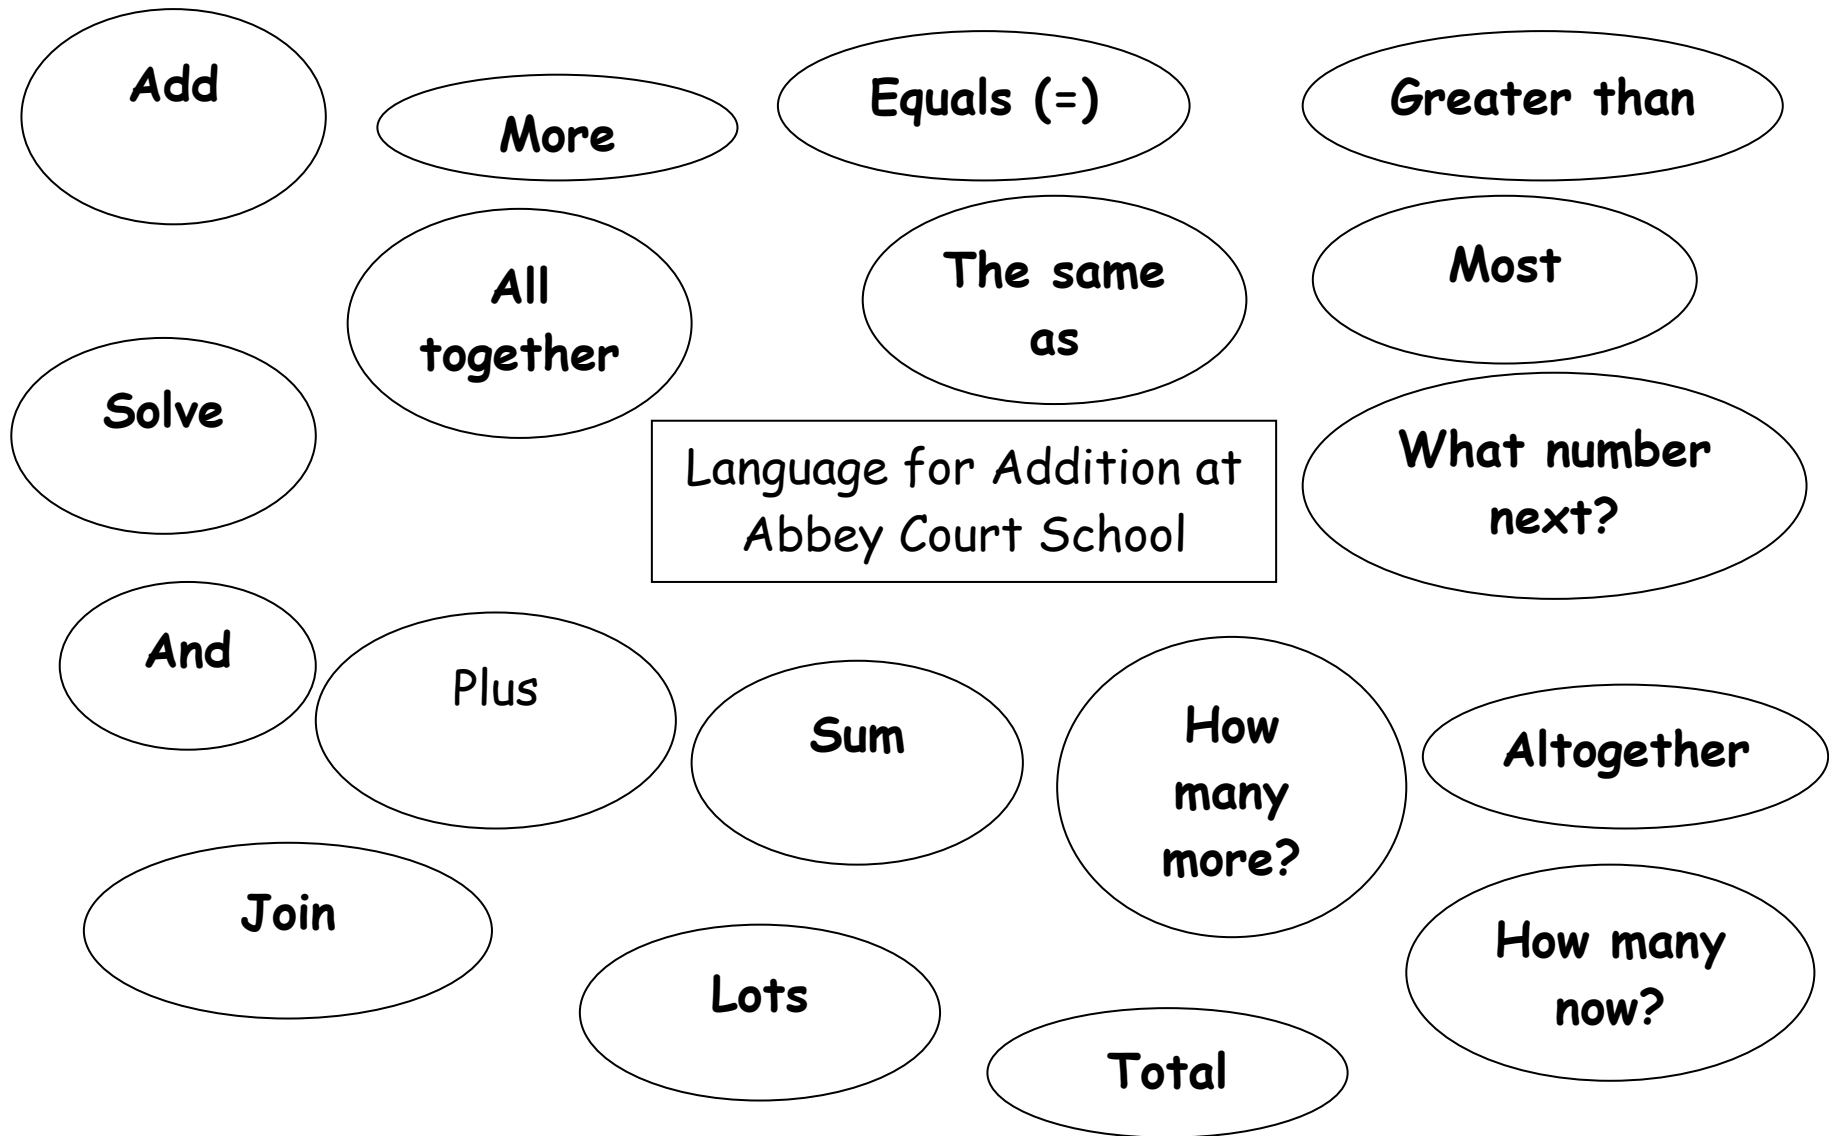 Add
More
Equals (=)
Greater than
All
together
The same
as
Most
Solve
Language for Addition at
Abbey Court School
What number
next?
And
Plus
Sum
How
many
more?
Altogether
Join
Lots
Total
How many
now?